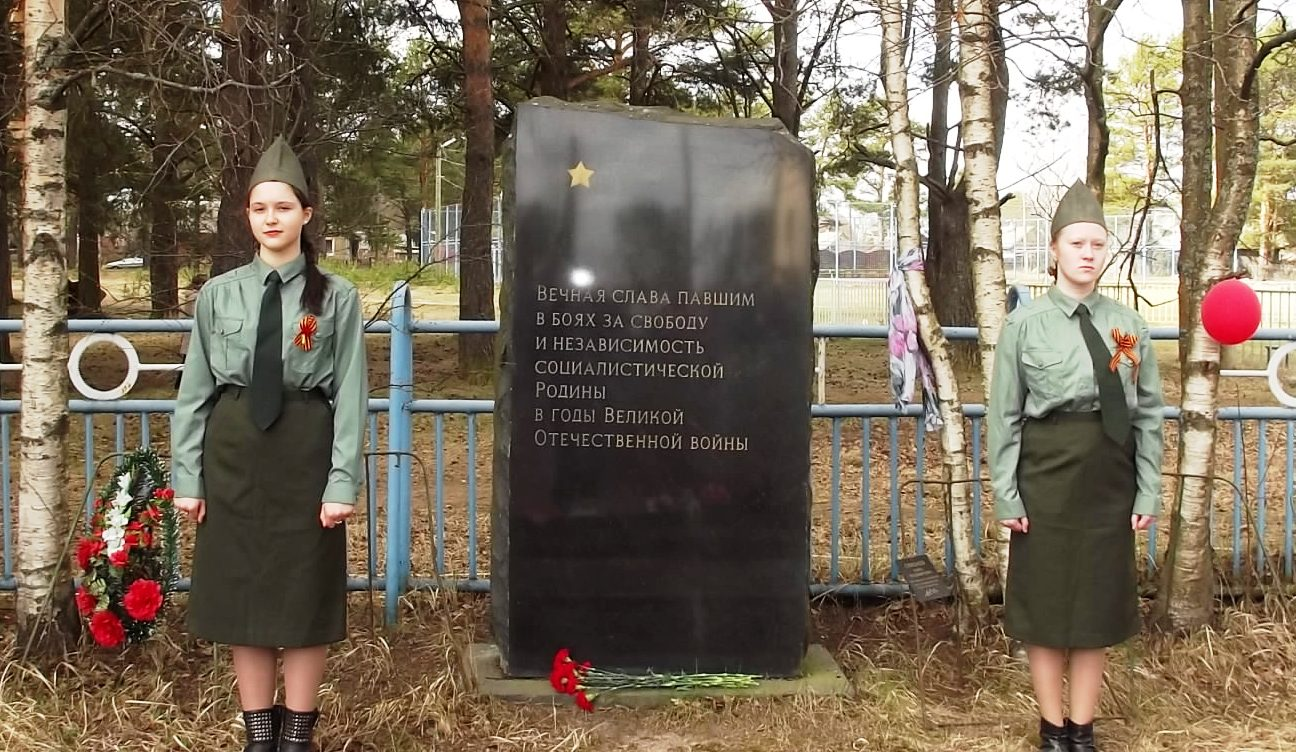 Вечная слава павшим
в боях за свободу
и независимость
социалистической
Родины
в годы Великой
Отечественной войны